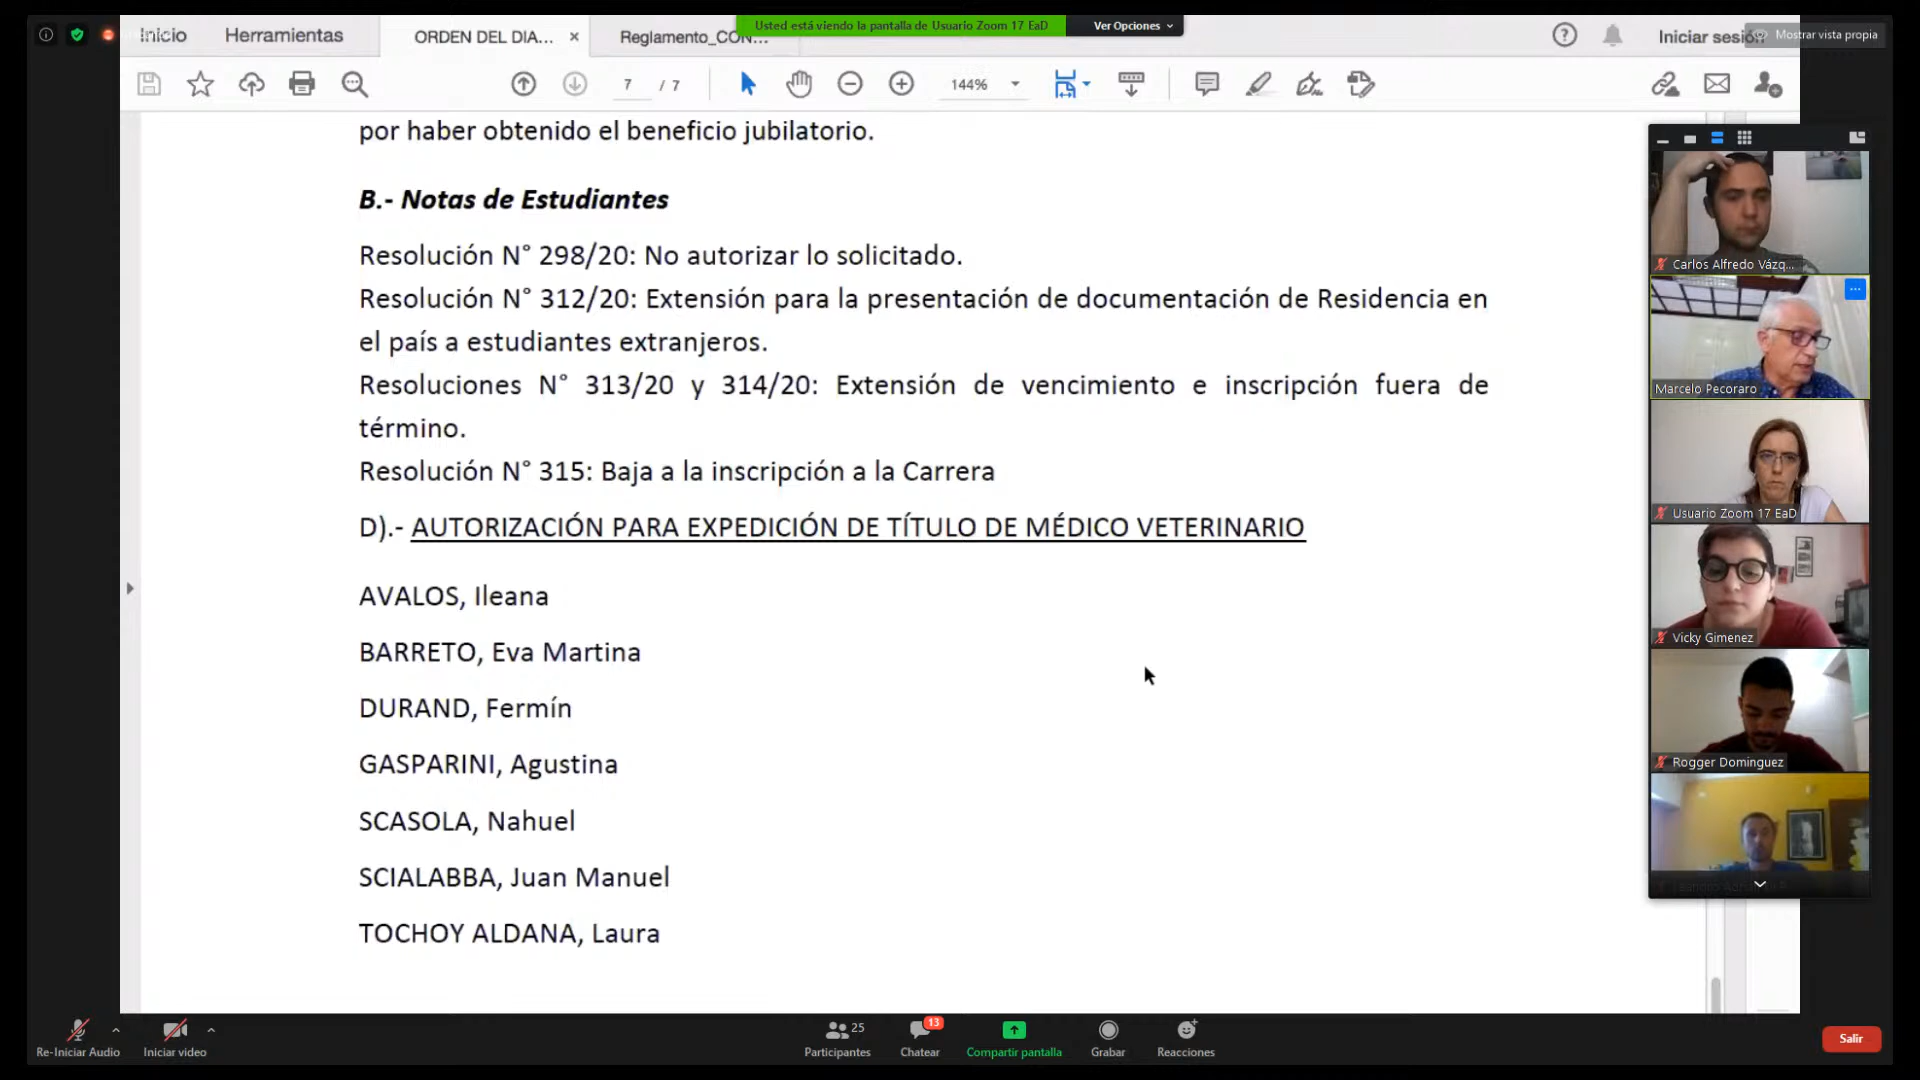 Usted está viendo la pantalla de Usuario Zoom 17 EaD
Ver Opciones
Mostrar vista propia
Inicio
Herramientas
ORDEN DEL DIA...
Reglamento_CON...
Iniciar sesión
7 / 7
144%
por haber obtenido el beneficio jubilatorio.
B.- Notas de Estudiantes
Resolución N° 298/20: No autorizar lo solicitado.
Resolución N° 312/20: Extensión para la presentación de documentación de Residencia en
el país a estudiantes extranjeros.
Resoluciones N° 313/20 y 314/20: Extensión de vencimiento e inscripción fuera de
término.
Resolución N° 315: Baja a la inscripción a la Carrera
D).- AUTORIZACIÓN PARA EXPEDICIÓN DE TÍTULO DE MÉDICO VETERINARIO
AVALOS, Ileana
BARRETO, Eva Martina
DURAND, Fermín
GASPARINI, Agustina
SCASOLA, Nahuel
SCIALABBA, Juan Manuel
TOCHOY ALDANA, Laura
Carlos Alfredo Vázq...
Marcelo Pecoraro
Usuario Zoom 17 EaD
Vicky Gimenez
Rogger Dominguez
Re-Iniciar Audio
Iniciar video
25
Participantes
13
Chatear
Compartir pantalla
Grabar
Reacciones
Salir